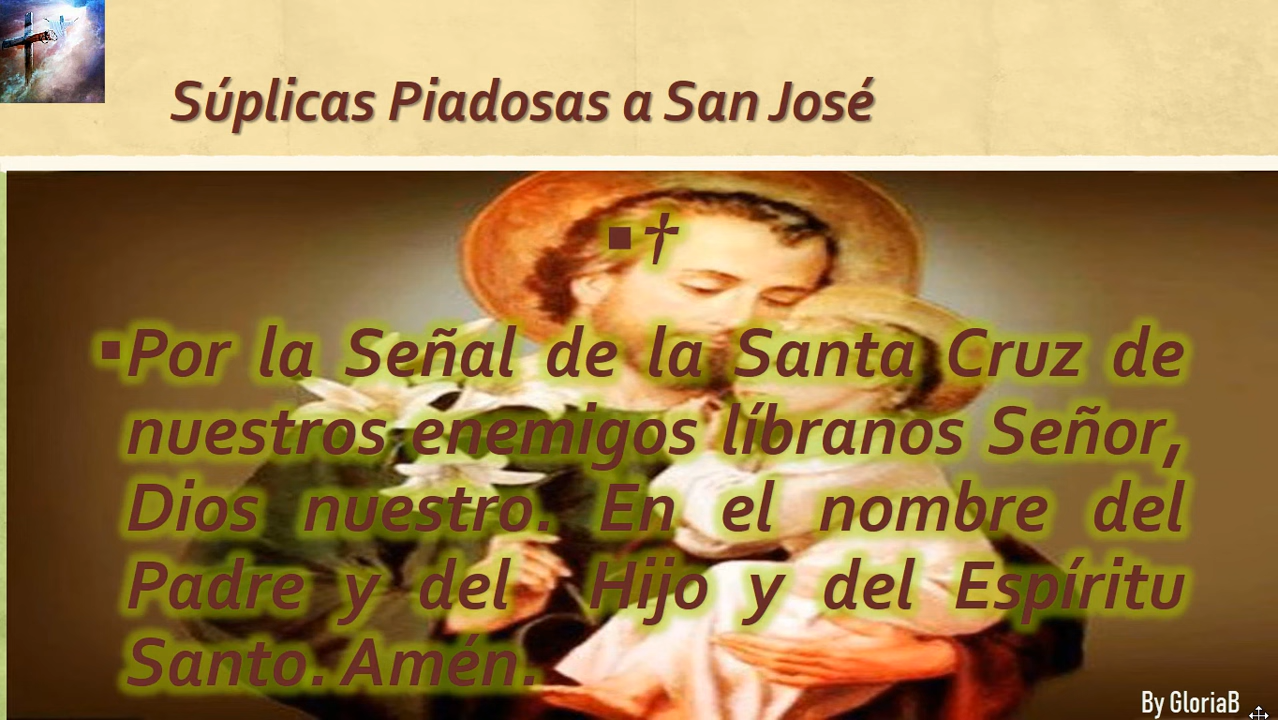 Súplicas Piadosas a San José
▪†
▪Por la Señal de la Santa Cruz de
nuestros enemigos líbranos Señor,
Dios nuestro. En el nombre del
Padre y del Hijo y del Espíritu
Santo. Amén.
By GloriaB